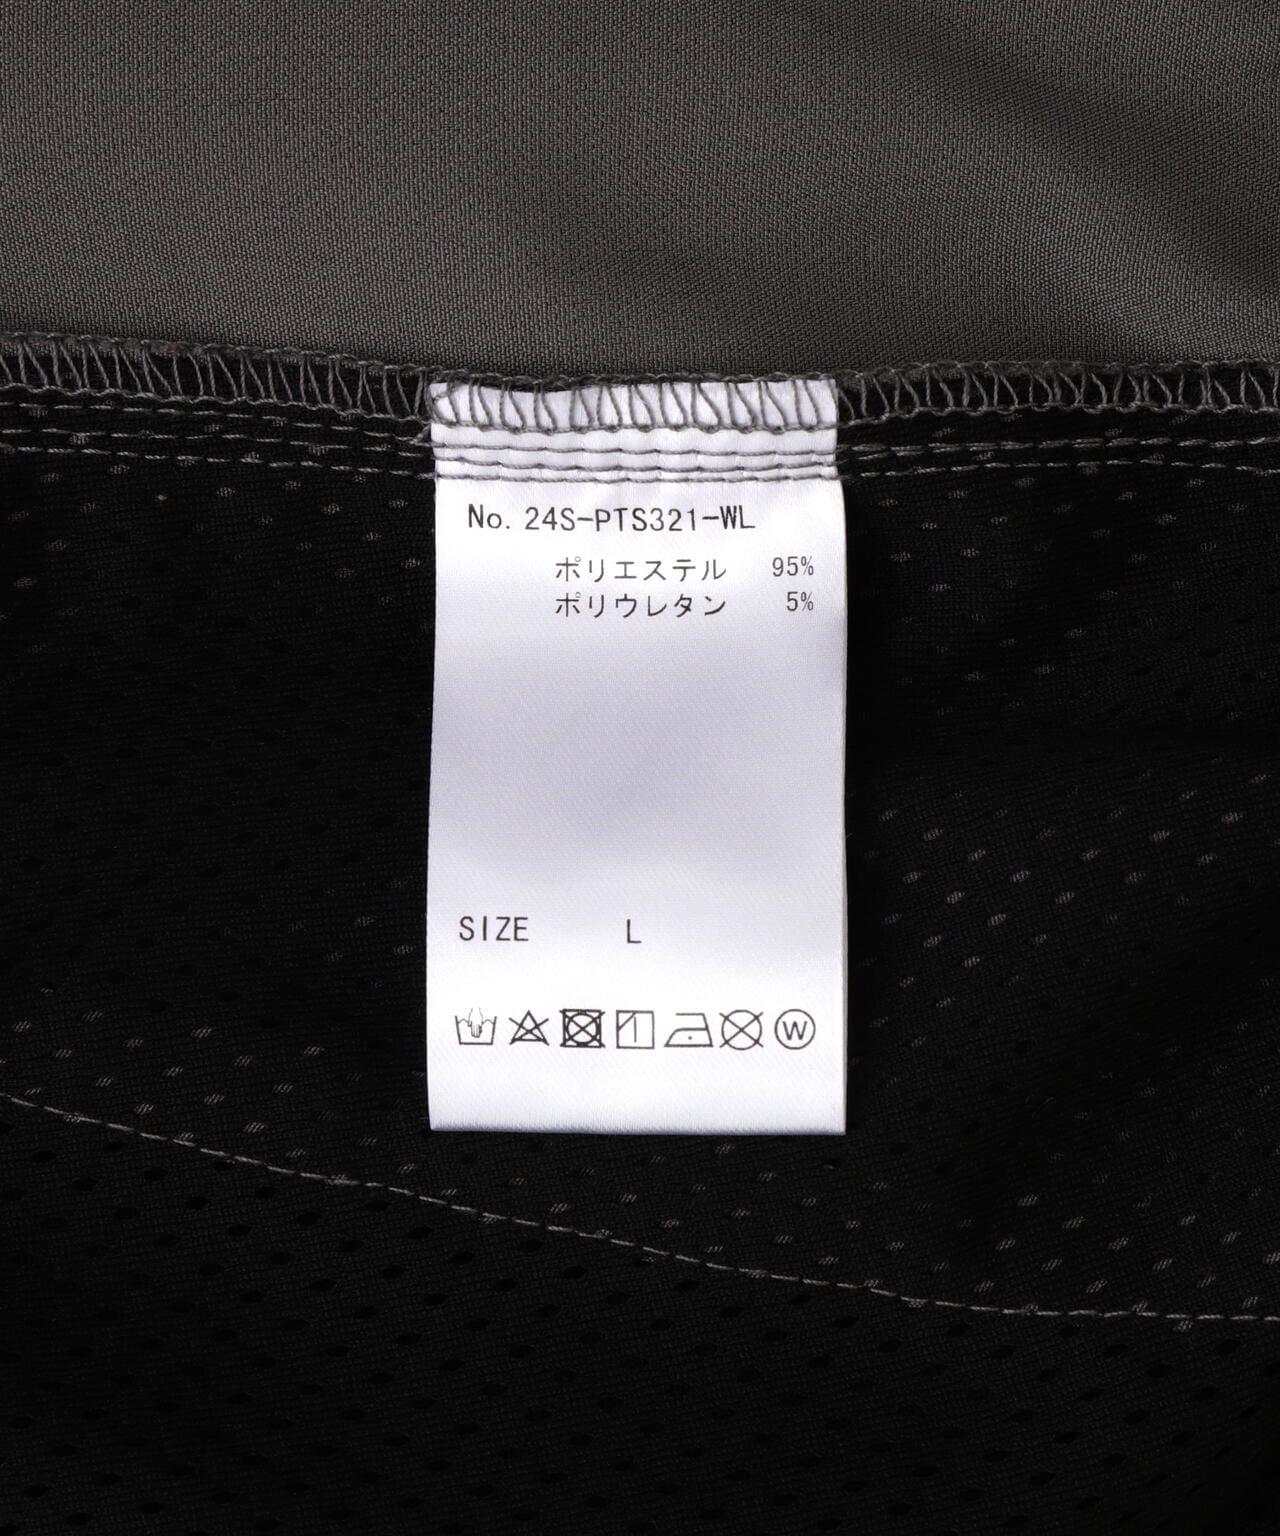 No. 24S-PTS321-WL
ポリエステル 95%
ポリウレタン 5%
SIZE L
W